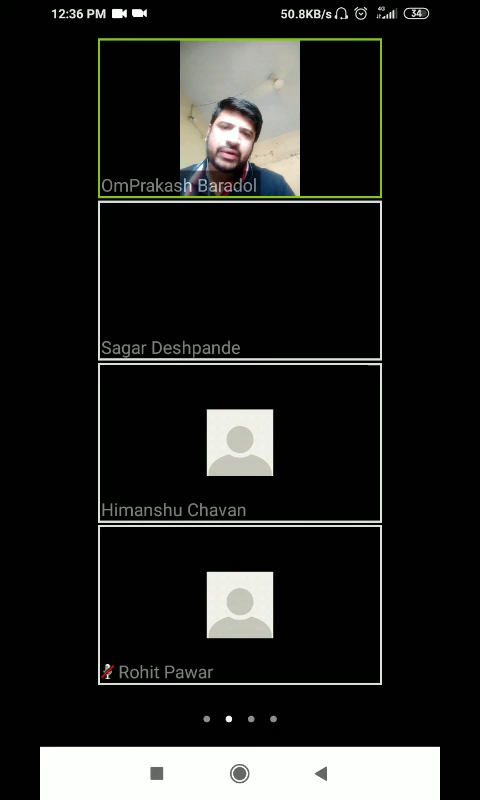 12:36 PM 50.8KB/s 4G 34
OmPrakash Baradol
Sagar Deshpande
Himanshu Chavan
Rohit Pawar